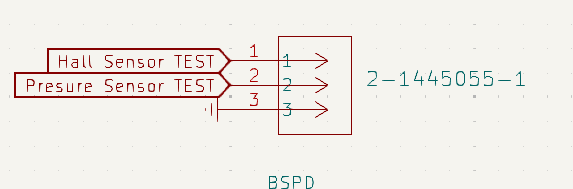 Hall Sensor TEST 1 1
Presure Sensor TEST 2 2 2-1445055-1
3 3
BSPD